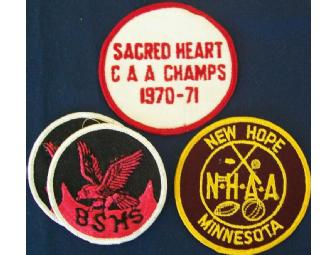 SACRED HEART
C A A CHAMPS
1970-71
BSHS
NEW HOPE
N·H·A·A
MINNESOTA